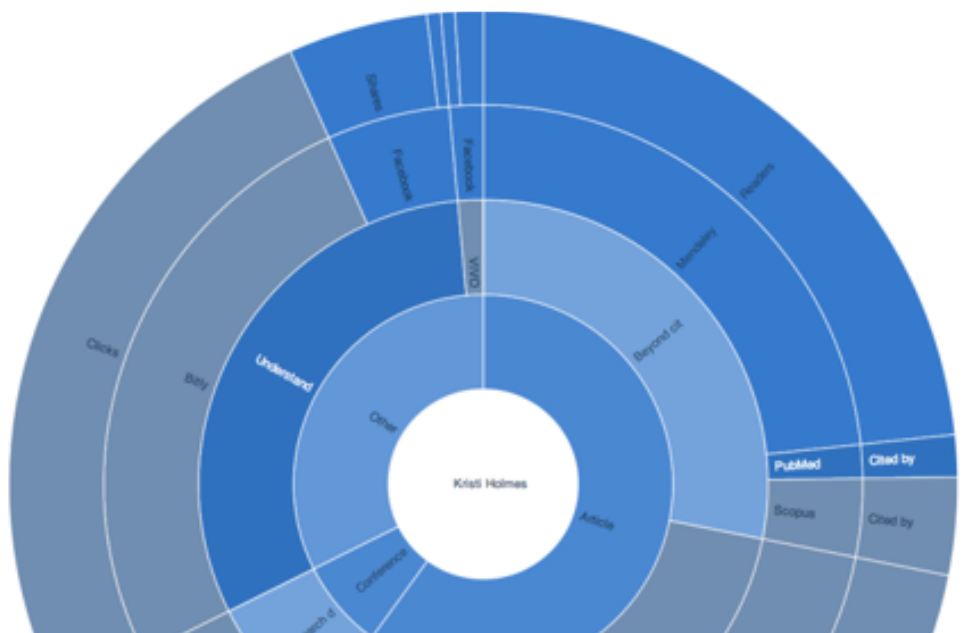 Shares
Facebook
Facebook
Readers
Mendeley
VIVO
Beyond cit
Clicks
Bitly
Understand
Other
PubMed
Cited by
Kristi Holmes
Scopus
Cited by
Article
Conference
arch d